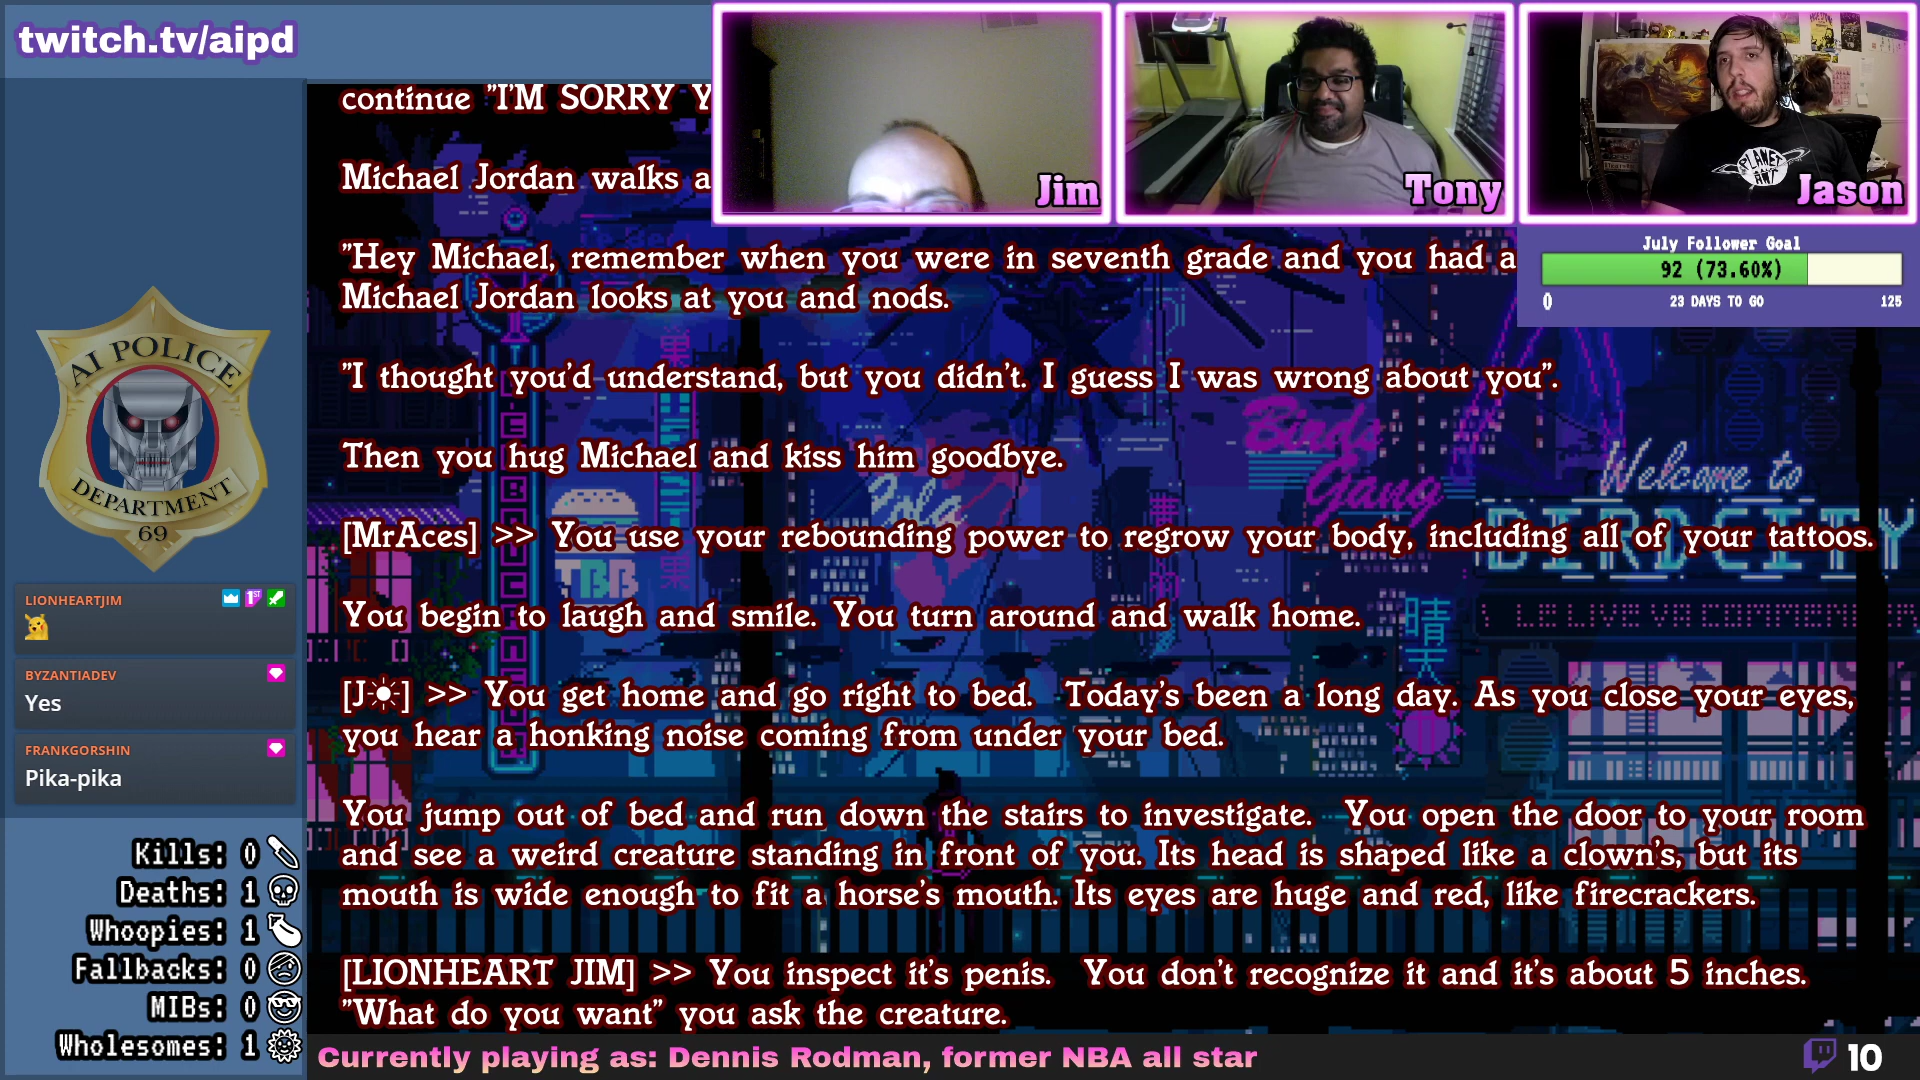 twitch.tv/aipd
continue "I'M SORRY Y
Michael Jordan walks a
Jim
Tony
PLANET ANT
Jason
"Hey Michael, remember when you were in seventh grade and you had a
Michael Jordan looks at you and nods.
July Follower Goal
92 (73.60%)
0
23 DAYS TO GO
125
"I thought you'd understand, but you didn't. I guess I was wrong about you".
Then you hug Michael and kiss him goodbye.
Birds
Gang
Welcome to
BIRDCITY
TBB
[MrAces] >> You use your rebounding power to regrow your body, including all of your tattoos.
You begin to laugh and smile. You turn around and walk home.
晴
天
[J☀] >> You get home and go right to bed. Today's been a long day. As you close your eyes,
you hear a honking noise coming from under your bed.
You jump out of bed and run down the stairs to investigate. You open the door to your room
and see a weird creature standing in front of you. Its head is shaped like a clown's, but its
mouth is wide enough to fit a horse's mouth. Its eyes are huge and red, like firecrackers.
[LIONHEART JIM] >> You inspect it's penis. You don't recognize it and it's about 5 inches.
"What do you want" you ask the creature.
AI POLICE
DEPARTMENT
69
LIONHEARTJIM
1ST
BYZANTIADEV
Yes
FRANKGORSHIN
Pika-pika
Kills: 0
Deaths: 1
Whoopies: 1
Fallbacks: 0
MIBs: 0
Wholesomes: 1
Currently playing as: Dennis Rodman, former NBA all star
10